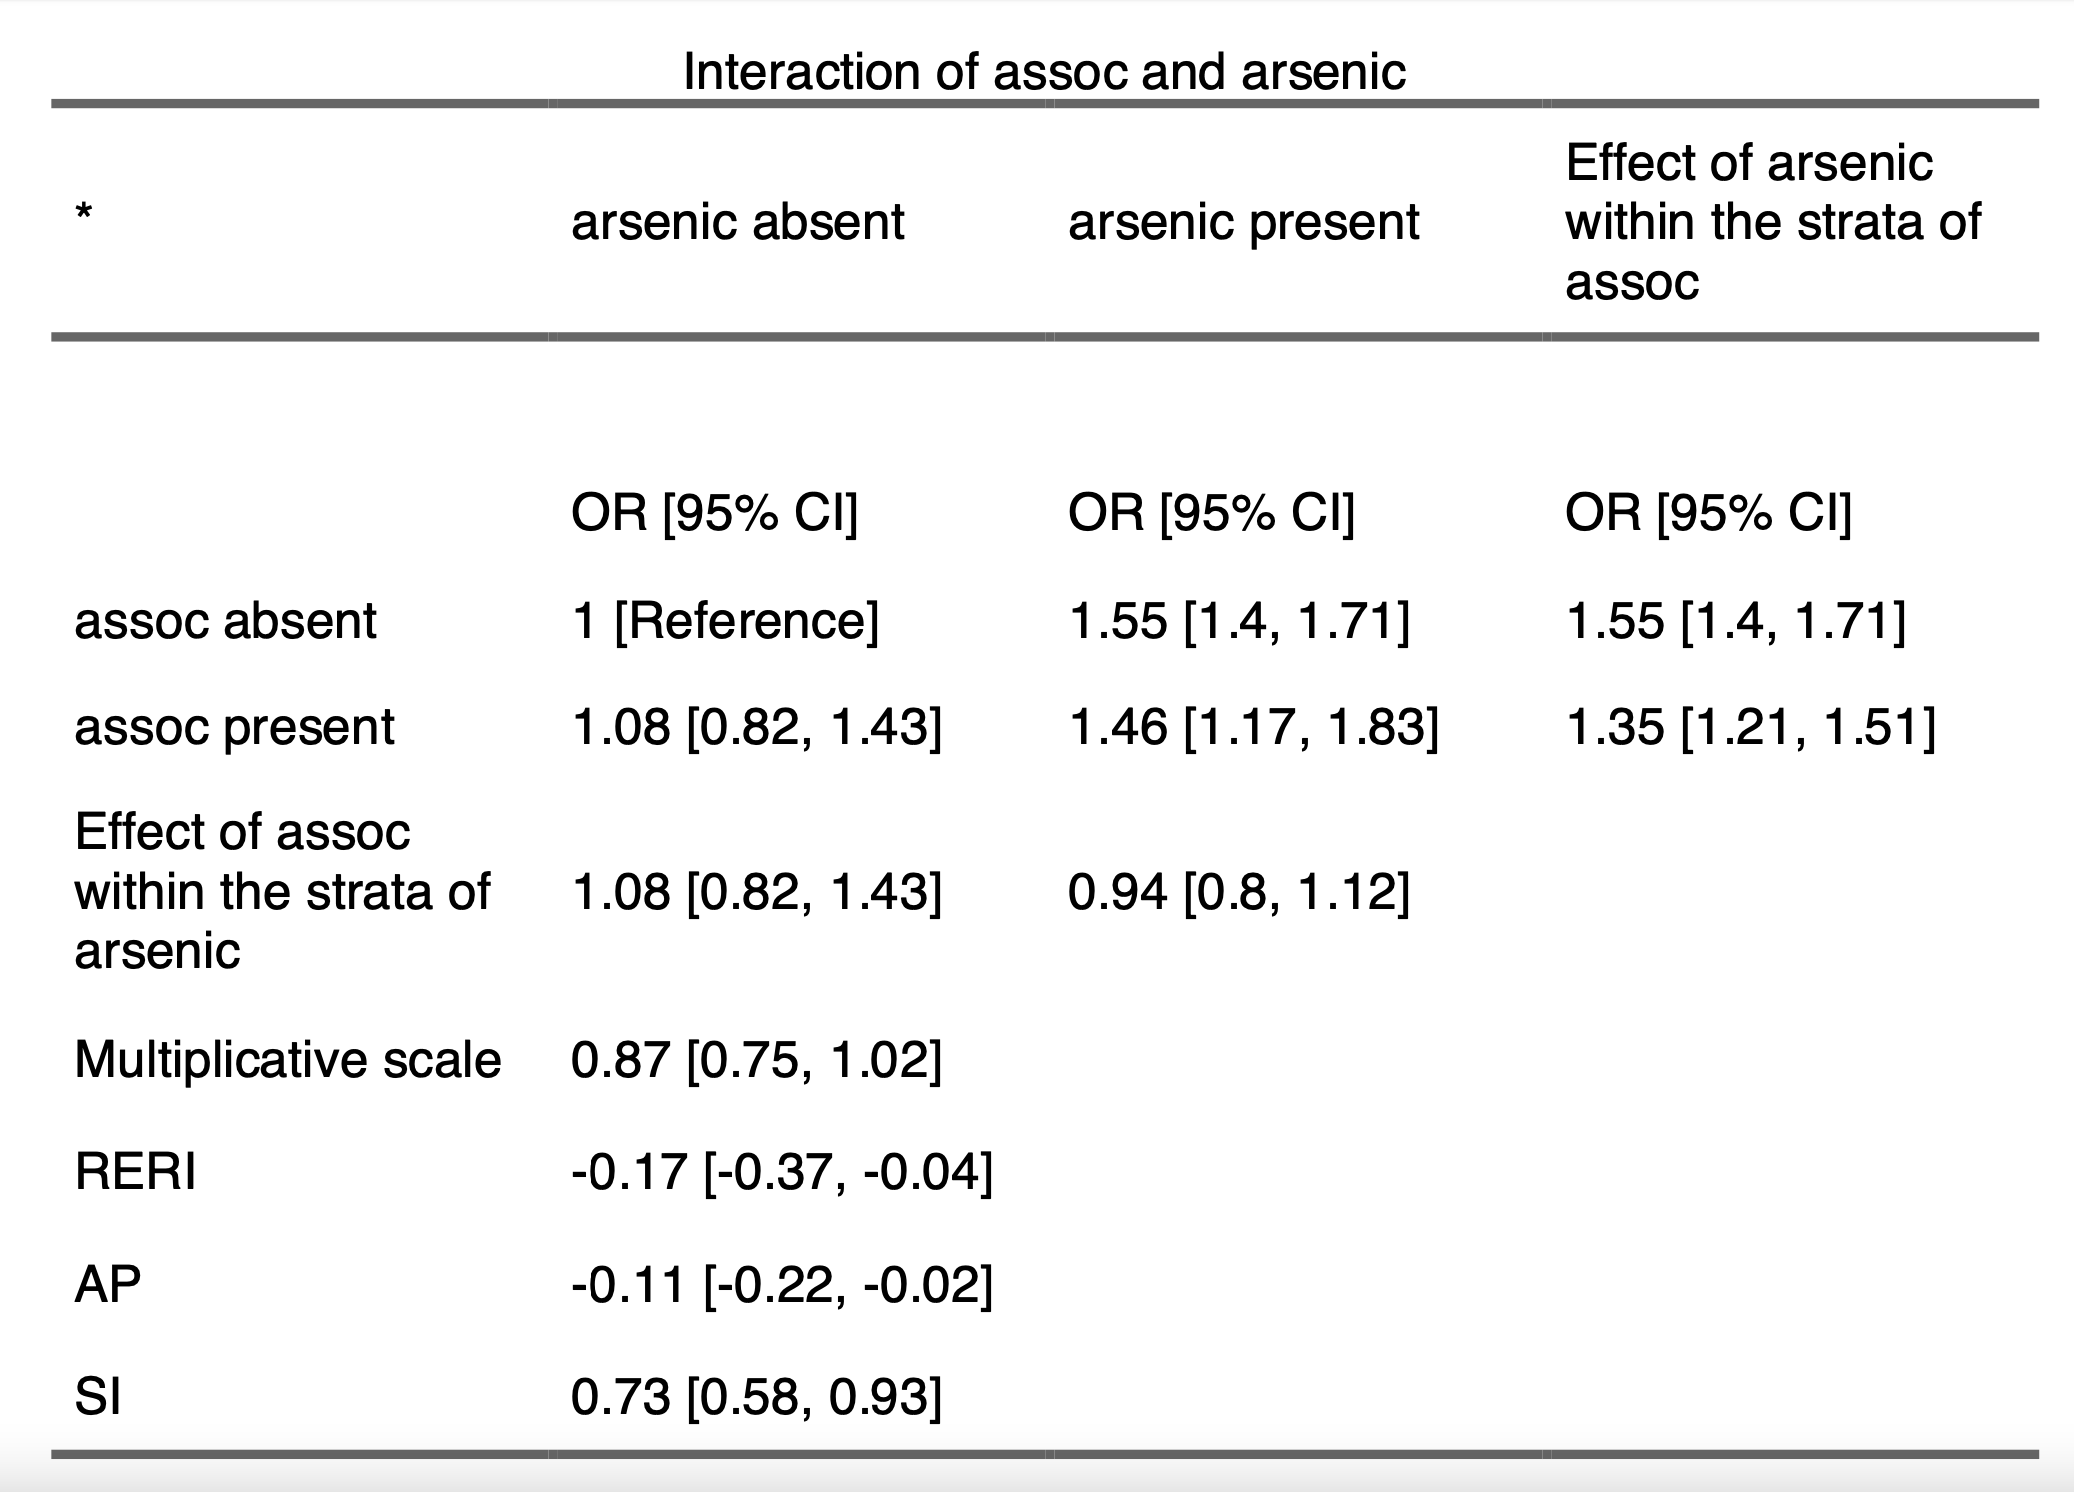 Interaction of assoc and arsenic
* arsenic absent arsenic present Effect of arsenic
within the strata of
assoc
OR [95% CI] OR [95% CI] OR [95% CI]
assoc absent 1 [Reference] 1.55 [1.4, 1.71] 1.55 [1.4, 1.71]
assoc present 1.08 [0.82, 1.43] 1.46 [1.17, 1.83] 1.35 [1.21, 1.51]
Effect of assoc
within the strata of 1.08 [0.82, 1.43] 0.94 [0.8, 1.12]
arsenic
Multiplicative scale 0.87 [0.75, 1.02]
RERI -0.17 [-0.37, -0.04]
AP -0.11 [-0.22, -0.02]
SI 0.73 [0.58, 0.93]